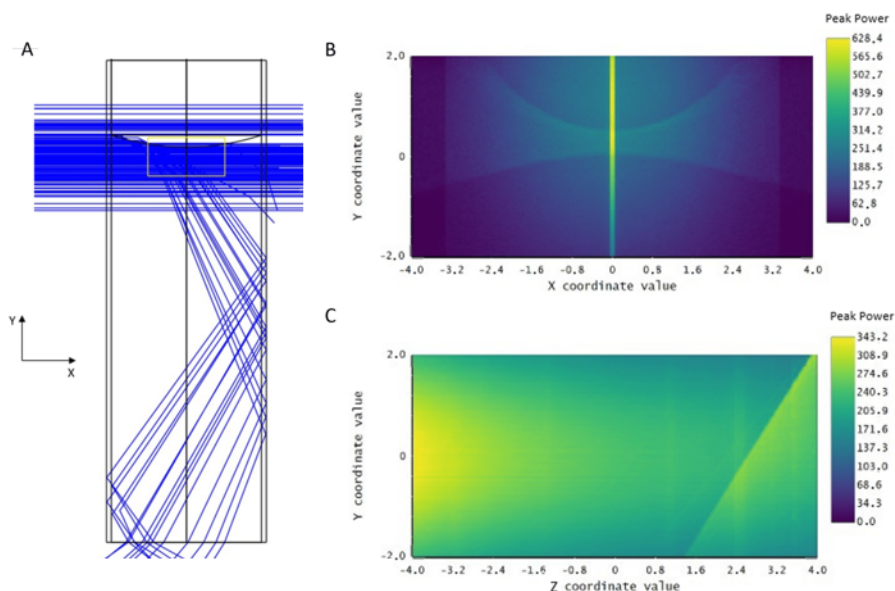 A
Y
X
B
Peak Power
2.0
0
-2.0
Y coordinate value
-4.0 -3.2 -1.6 -0.8 0 0.8 1.6 2.4 3.2 4.0
X coordinate value
628.4
565.6
502.7
439.9
377.0
314.2
251.4
188.5
125.7
62.8
0.0
C
Peak Power
2.0
0
-2.0
Y coordinate value
-4.0 -3.2 -2.4 -1.6 -0.8 0 0.8 1.6 2.4 3.2 4.0
Z coordinate value
343.2
308.9
274.6
240.3
205.9
171.6
137.3
103.0
68.6
34.3
0.0